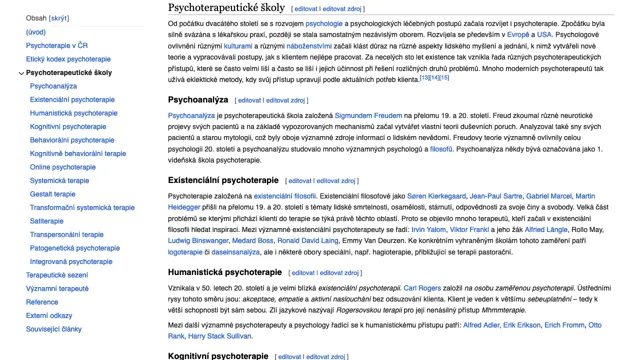 Obsah [skrýt]
(úvod)
Psychoterapie v ČR
Etický kodex psychoterapie
Psychoterapeutické školy
Psychoanalýza
Existenciální psychoterapie
Humanistická psychoterapie
Kognitivní psychoterapie
Behaviorální psychoterapie
Kognitivně behaviorální terapie
Online psychoterapie
Systemická terapie
Gestalt terapie
Transformační systemická terapie
Satiterapie
Transpersonální terapie
Patogenetická psychoterapie
Integrovaná psychoterapie
Terapeutické sezení
Významné terapeuté
Reference
Externí odkazy
Související články
Psychoterapeutické školy [ editovat | editovat zdroj ]
Od počátku dvacátého století se s rozvojem psychologie a psychologických léčebných postupů začala rozvíjet i psychoterapie. Zpočátku byla
silně svázána s lékařskou praxí, později se stala samostatným nezávislým oborem. Rozvíjela se především v Evropě a USA. Psychologové
ovlivnění různými kulturami a různými náboženstvími začali klást důraz na různé aspekty lidského myšlení a jednání, k nimž vytvářeli nové
teorie a vypracovávali postupy, jak s klientem nejlépe pracovat. Za necelých sto let existence tak vznikla řada různých psychoterapeutických
přístupů, které se často velmi liší a často se liší i jejich účinnost při řešení rozličných druhů problémů. Mnoho moderních psychoterapeutů tak
užívá eklektické metody, kdy svůj přístup upravují podle aktuálních potřeb klienta.[13][14][15]
Psychoanalýza [ editovat | editovat zdroj ]
Psychoanalýza je psychoterapeutická škola založená Sigmundem Freudem na přelomu 19. a 20. století. Freud zkoumal různé neurotické
projevy svých pacientů a na základě vypozorovaných mechanismů začal vytvářet vlastní teorii duševních poruch. Analyzoval také sny svých
pacientů a starou mytologii, což byly oboje významné zdroje informací o lidském nevědomí. Freudovy teorie významně ovlivnily celou
psychologii 20. století a psychoanalýzu studovalo mnoho významných psychologů a filosofů. Psychoanalýza někdy bývá označována jako 1.
vídeňská škola psychoterapie.
Existenciální psychoterapie [ editovat | editovat zdroj ]
Psychoterapie založená na existenciální filosofii. Existenciální filosofové jako Søren Kierkegaard, Jean-Paul Sartre, Gabriel Marcel, Martin
Heidegger přišli na přelomu 19. a 20. století s tématy lidské smrtelnosti, osamělosti, stárnutí, odpovědnosti za svoje činy a svobody. Velká část
problémů se kterými přichází klienti do terapie se týká právě těchto oblastí. Proto se objevilo mnoho terapeutů, kteří začali v existenciální
filosofii hledat inspiraci. Mezi významné existenciální psychoterapeuty se řadí: Irvin Yalom, Viktor Frankl a jeho žák Alfried Längle, Rollo May,
Ludwig Binswanger, Medard Boss, Ronald David Laing, Emmy Van Deurzen. Ke konkrétním vyhraněným školám tohoto zaměření patří
logoterapie či daseinsanalýza, ale i některé obory speciální, např. hagioterapie, přibližující se terapii pastorační.
Humanistická psychoterapie [ editovat | editovat zdroj ]
Vznikala v 50. letech 20. století a je velmi blízká existenciální psychoterapii. Carl Rogers založil na osobu zaměřenou psychoterapii. Ústředními
rysy tohoto směru jsou: akceptace, empatie a aktivní naslouchání bez odsuzování klienta. Klient je veden k většímu sebeuplatnění – tedy k
větší schopnosti být sám sebou. Zlí jazykové nazývají Rogersovskou terapii pro její nenásilný přístup Mhmmterapie.
Mezi další významné psychoterapeuty a psychology řadící se k humanistickému přístupu patří: Alfred Adler, Erik Erikson, Erich Fromm, Otto
Rank, Harry Stack Sullivan.
Kognitivní psychoterapie [ editovat | editovat zdroj ]